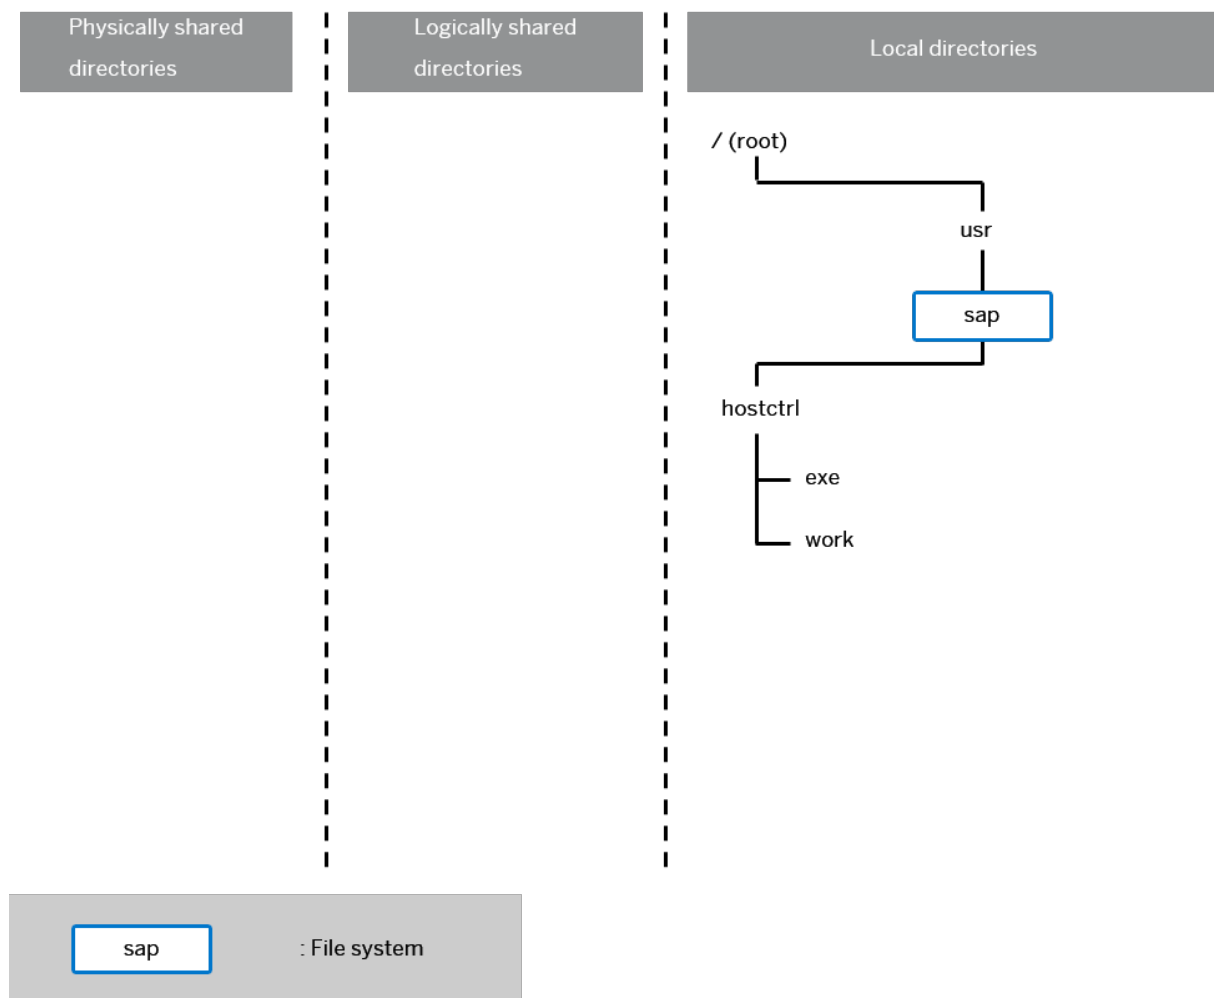 Physically shared
directories
Logically shared
directories
Local directories
/ (root)
usr
sap
hostctrl
exe
work
sap
: File system